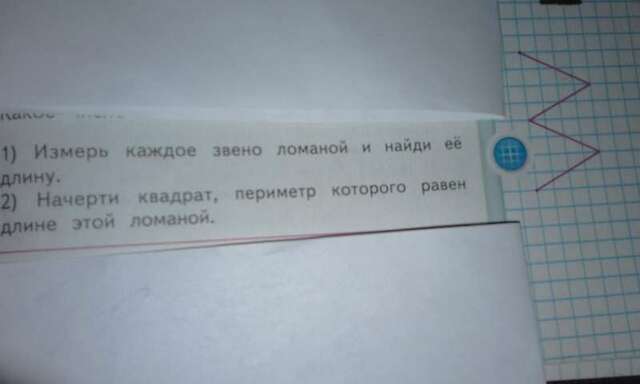 1) Измерь каждое звено ломаной и найди её
длину.
2) Начерти квадрат, периметр которого равен
длине этой ломаной.